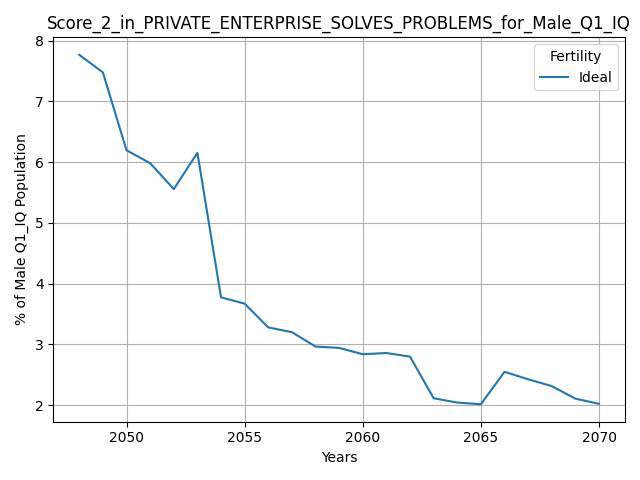 Score_2_in_PRIVATE_ENTERPRISE_SOLVES_PROBLEMS_for_Male_Q1_IQ
Fertility
Ideal
% of Male Q1_IQ Population
8
7
6
5
4
3
2
2050 2055 2060 2065 2070
Years